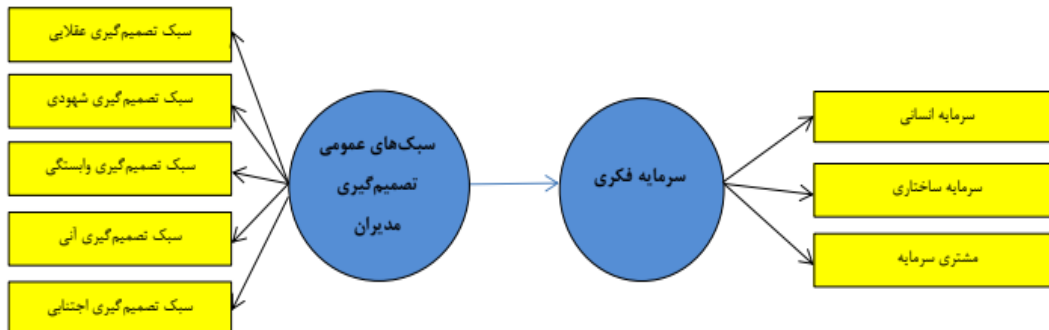 سبک تصمیم‌گیری عقلایی
سبک تصمیم‌گیری شهودی
سبک تصمیم‌گیری وابستگی
سبک تصمیم‌گیری آنی
سبک تصمیم‌گیری اجتنابی
سبک‌های عمومی
تصمیم‌گیری
مدیران
سرمایه فکری
سرمایه انسانی
سرمایه ساختاری
مشتری سرمایه